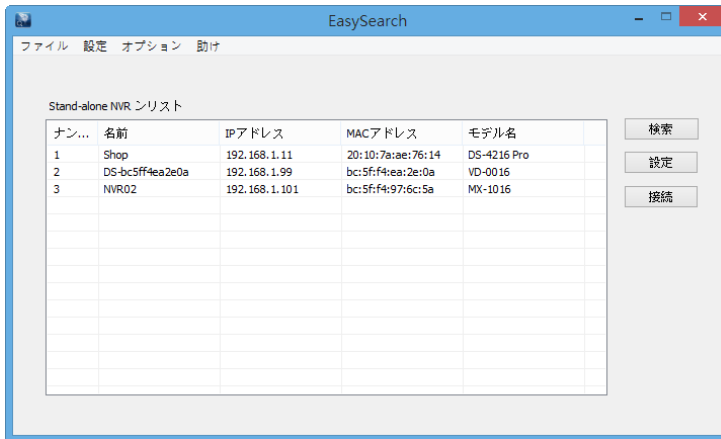 EasySearch
ファイル 設定 オプション 助け
Stand-alone NVR ンリスト
ナン... 名前 IPアドレス MACアドレス モデル名
検索
1 Shop 192.168.1.11 20:10:7a:ae:76:14 DS-4216 Pro
2 DS-bc5ff4ea2e0a 192.168.1.99 bc:5f:f4:ea:2e:0a VD-0016
設定
3 NVR02 192.168.1.101 bc:5f:f4:97:6c:5a MX-1016
接続